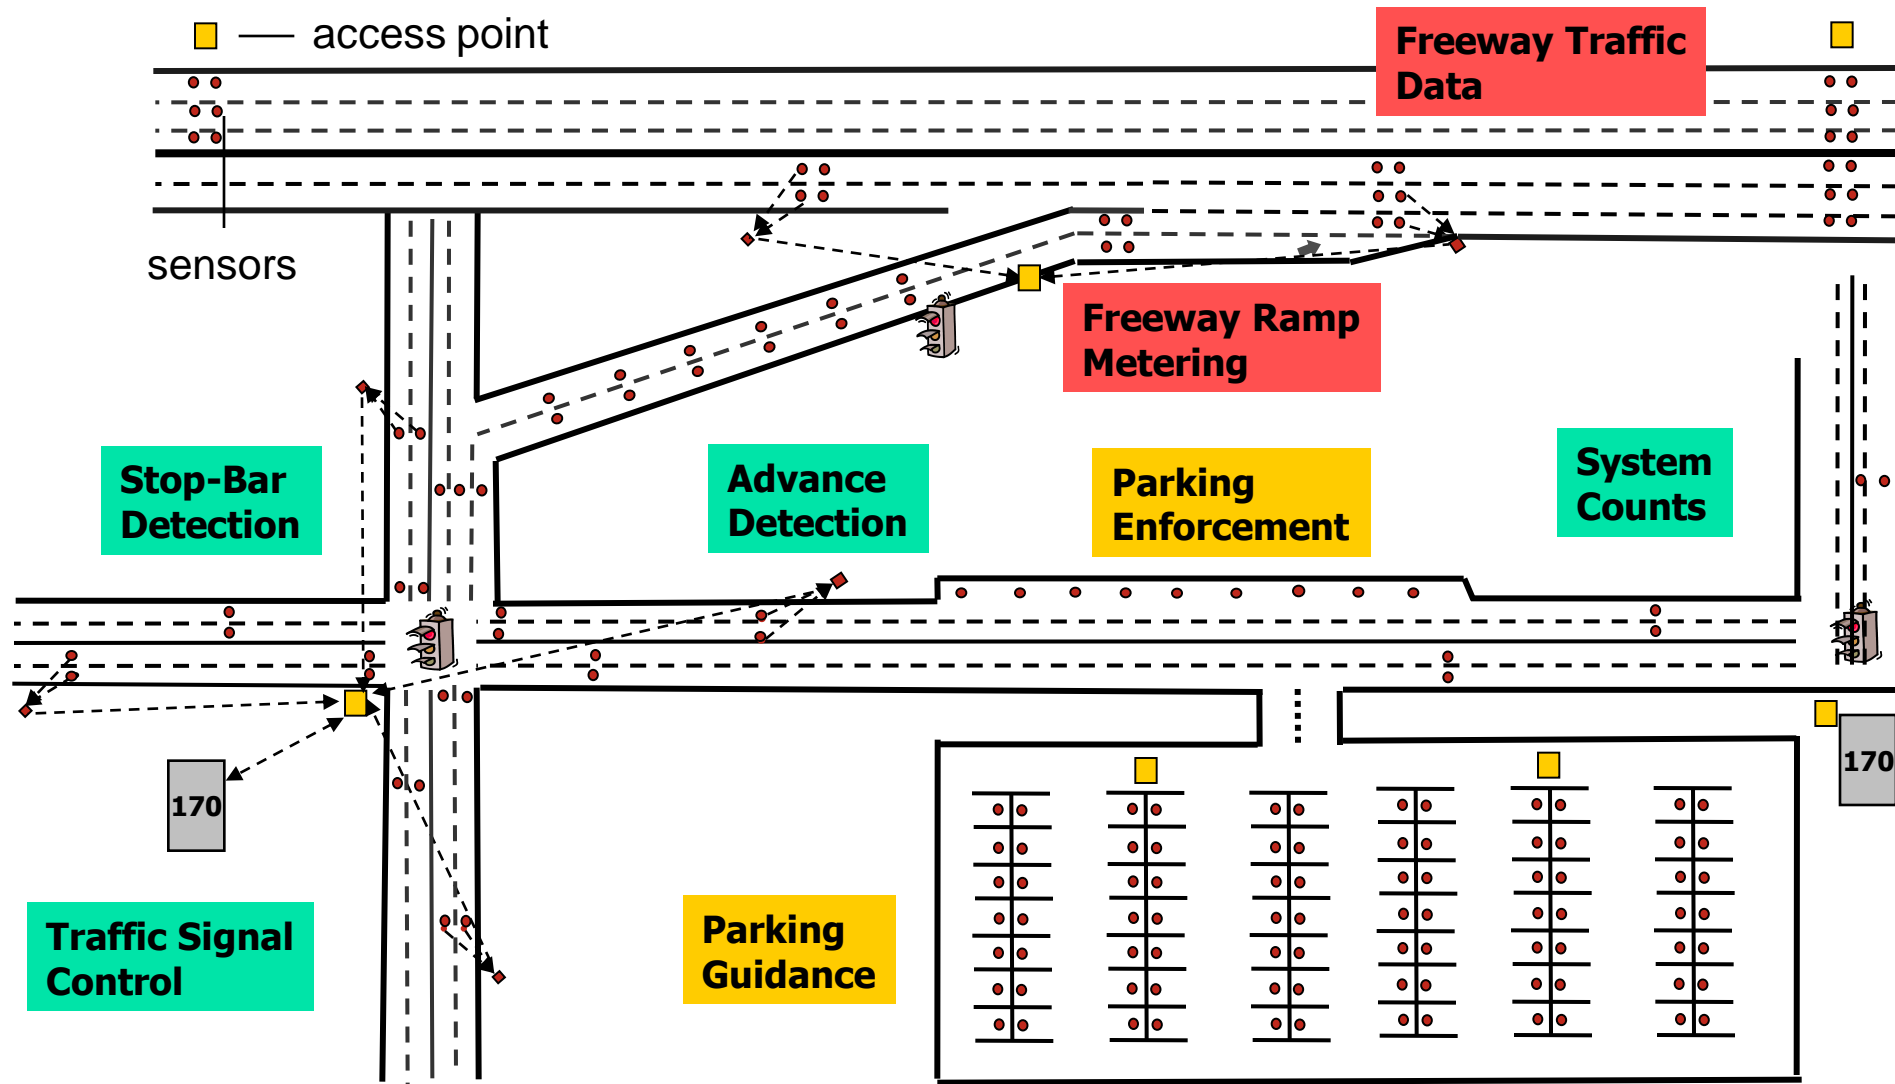 access point
Freeway Traffic
Data
sensors
Freeway Ramp
Metering
Stop-Bar
Detection
Advance
Detection
Parking
Enforcement
System
Counts
170
170
Traffic Signal
Control
Parking
Guidance